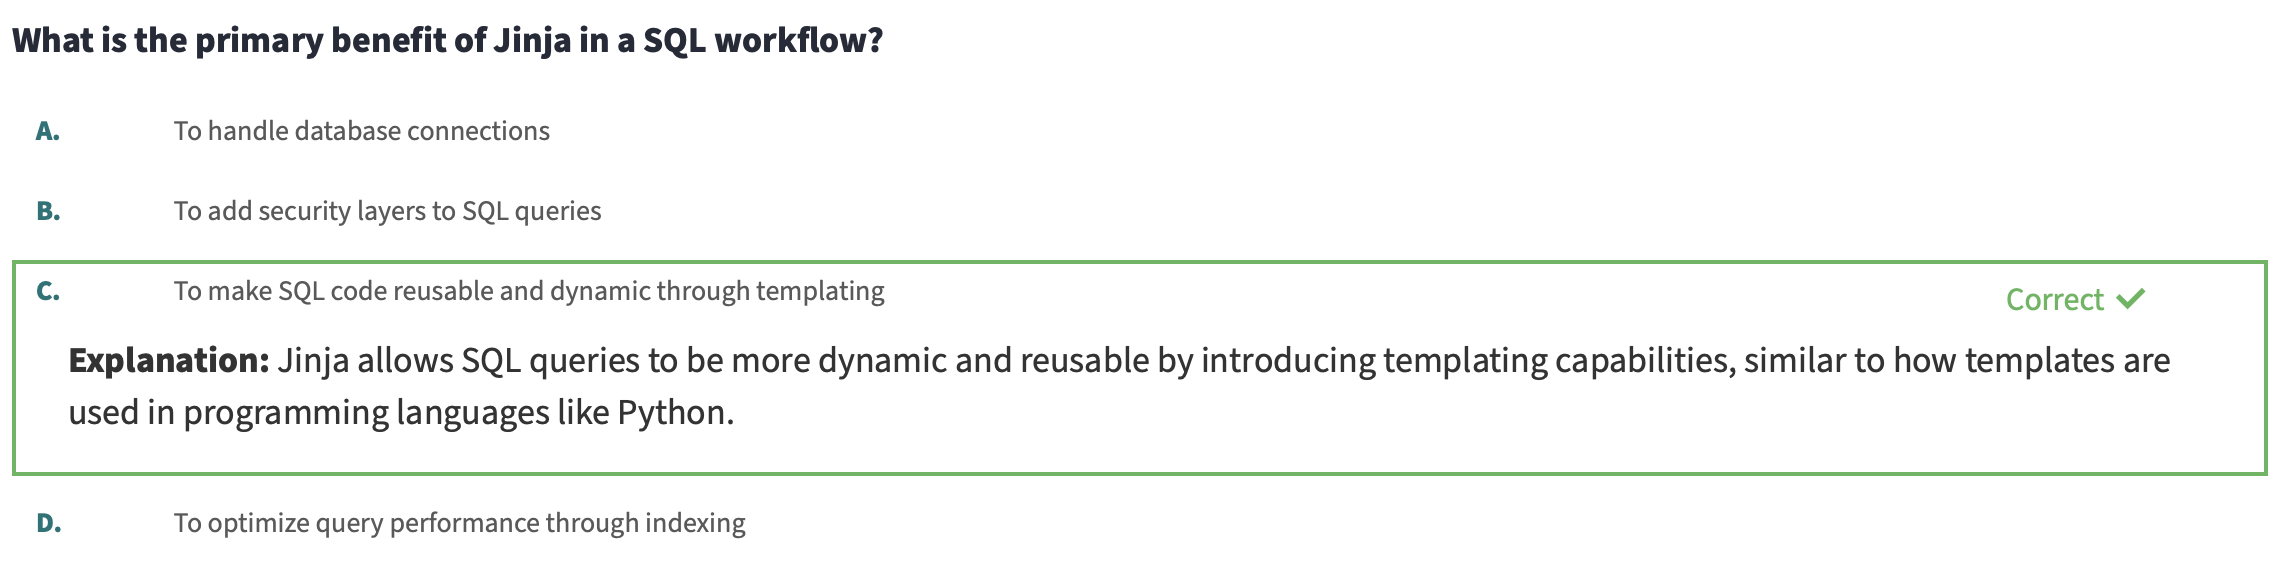 What is the primary benefit of Jinja in a SQL workflow?
A. To handle database connections
B. To add security layers to SQL queries
C. To make SQL code reusable and dynamic through templating
Correct ✓
Explanation: Jinja allows SQL queries to be more dynamic and reusable by introducing templating capabilities, similar to how templates are
used in programming languages like Python.
D. To optimize query performance through indexing